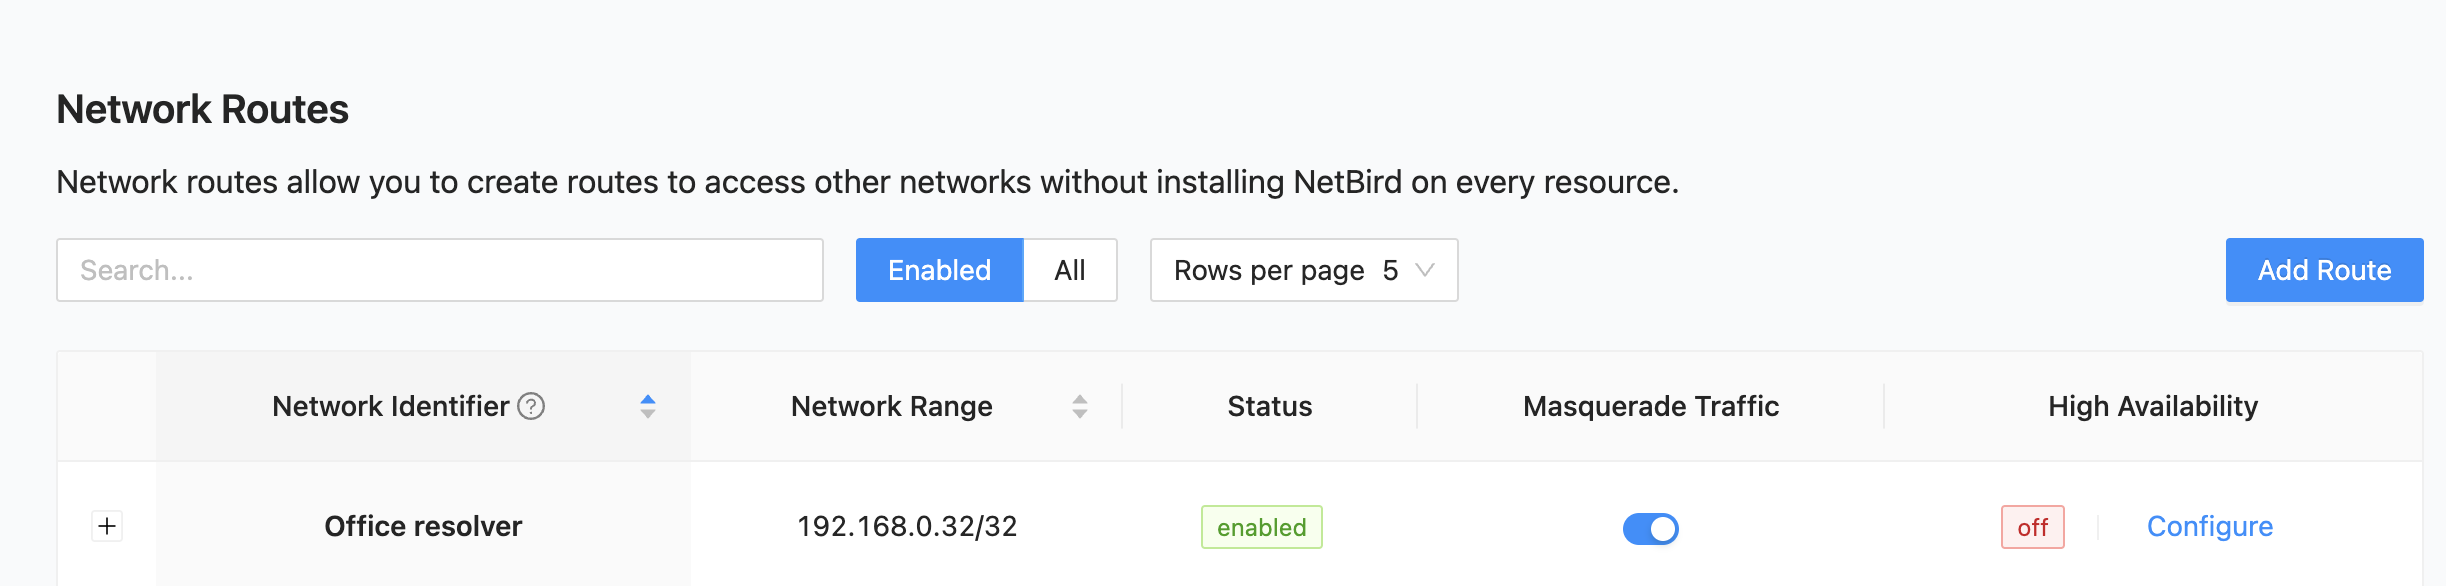 Network Routes
Network routes allow you to create routes to access other networks without installing NetBird on every resource.
Search... Enabled All Rows per page 5 Add Route
Network Identifier ? Network Range Status Masquerade Traffic High Availability
+ Office resolver 192.168.0.32/32 enabled off Configure